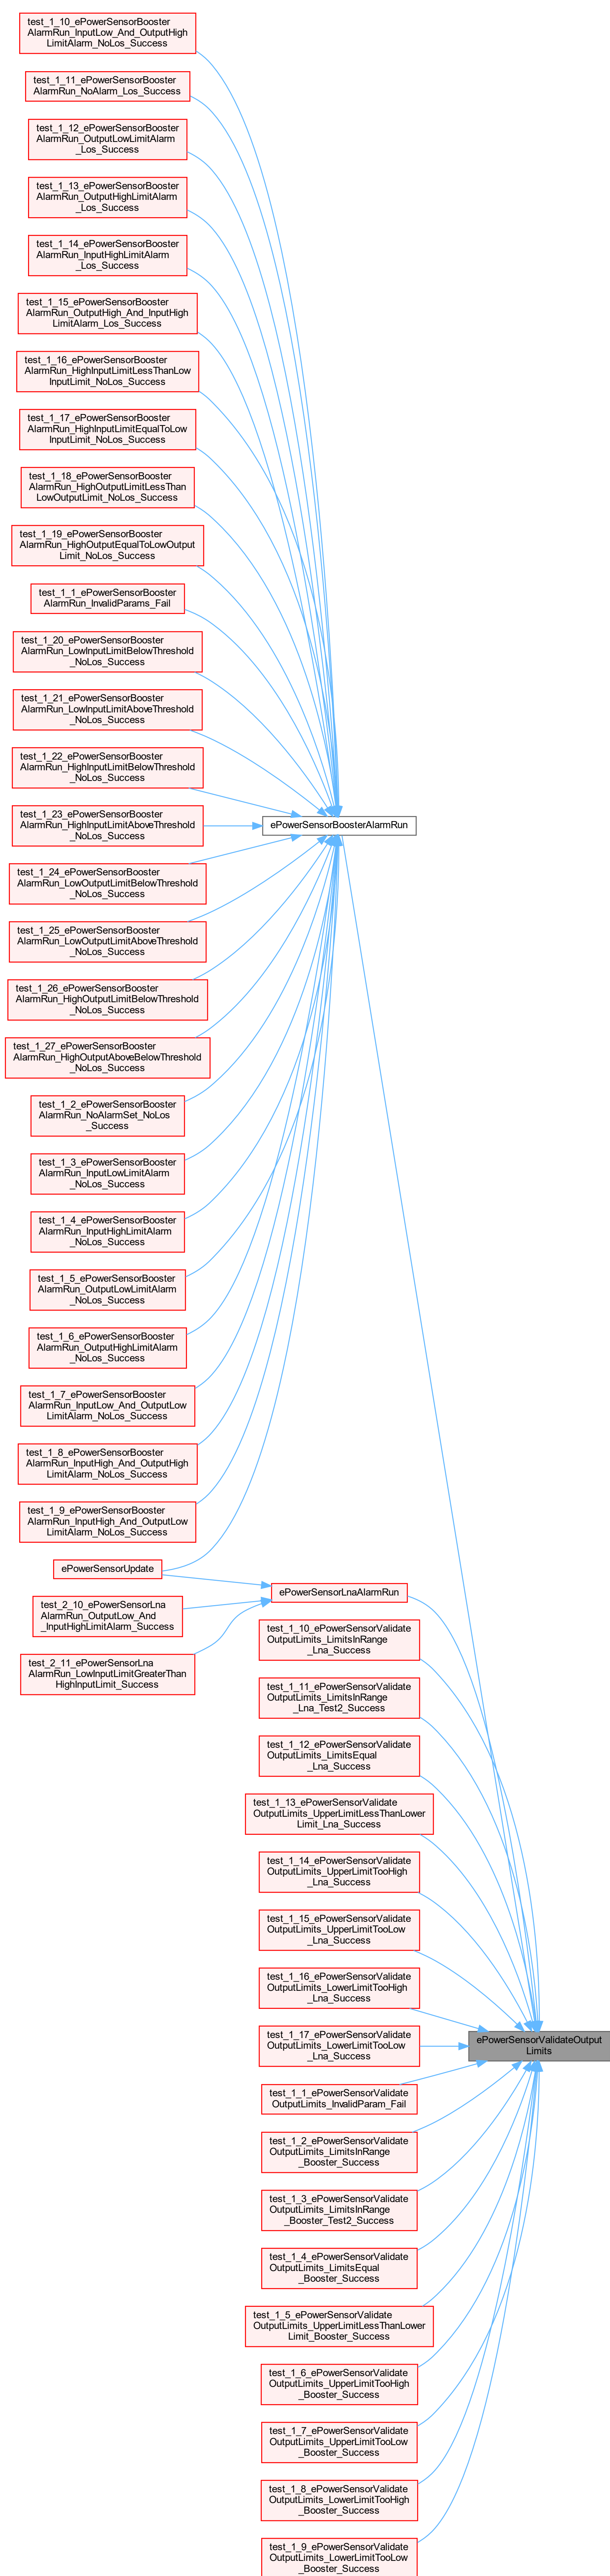 test_1_10_ePowerSensorBooster
AlarmRun_InputLow_And_OutputHigh
LimitAlarm_NoLos_Success
test_1_11_ePowerSensorBooster
AlarmRun_NoAlarm_Los_Success
test_1_12_ePowerSensorBooster
AlarmRun_OutputLowLimitAlarm
_Los_Success
test_1_13_ePowerSensorBooster
AlarmRun_OutputHighLimitAlarm
_Los_Success
test_1_14_ePowerSensorBooster
AlarmRun_InputHighLimitAlarm
_Los_Success
test_1_15_ePowerSensorBooster
AlarmRun_OutputHigh_And_InputHigh
LimitAlarm_Los_Success
test_1_16_ePowerSensorBooster
AlarmRun_HighInputLimitLessThanLow
InputLimit_NoLos_Success
test_1_17_ePowerSensorBooster
AlarmRun_HighInputLimitEqualToLow
InputLimit_NoLos_Success
test_1_18_ePowerSensorBooster
AlarmRun_HighOutputLimitLessThan
LowOutputLimit_NoLos_Success
test_1_19_ePowerSensorBooster
AlarmRun_HighOutputEqualToLowOutput
Limit_NoLos_Success
test_1_1_ePowerSensorBooster
AlarmRun_InvalidParams_Fail
test_1_20_ePowerSensorBooster
AlarmRun_LowInputLimitBelowThreshold
_NoLos_Success
test_1_21_ePowerSensorBooster
AlarmRun_LowInputLimitAboveThreshold
_NoLos_Success
test_1_22_ePowerSensorBooster
AlarmRun_HighInputLimitBelowThreshold
_NoLos_Success
test_1_23_ePowerSensorBooster
AlarmRun_HighInputLimitAboveThreshold
_NoLos_Success
ePowerSensorBoosterAlarmRun
test_1_24_ePowerSensorBooster
AlarmRun_LowOutputLimitBelowThreshold
_NoLos_Success
test_1_25_ePowerSensorBooster
AlarmRun_LowOutputLimitAboveThreshold
_NoLos_Success
test_1_26_ePowerSensorBooster
AlarmRun_HighOutputLimitBelowThreshold
_NoLos_Success
test_1_27_ePowerSensorBooster
AlarmRun_HighOutputAboveBelowThreshold
_NoLos_Success
test_1_2_ePowerSensorBooster
AlarmRun_NoAlarmSet_NoLos
_Success
test_1_3_ePowerSensorBooster
AlarmRun_InputLowLimitAlarm
_NoLos_Success
test_1_4_ePowerSensorBooster
AlarmRun_InputHighLimitAlarm
_NoLos_Success
test_1_5_ePowerSensorBooster
AlarmRun_OutputLowLimitAlarm
_NoLos_Success
test_1_6_ePowerSensorBooster
AlarmRun_OutputHighLimitAlarm
_NoLos_Success
test_1_7_ePowerSensorBooster
AlarmRun_InputLow_And_OutputLow
LimitAlarm_NoLos_Success
test_1_8_ePowerSensorBooster
AlarmRun_InputHigh_And_OutputHigh
LimitAlarm_NoLos_Success
test_1_9_ePowerSensorBooster
AlarmRun_InputHigh_And_OutputLow
LimitAlarm_NoLos_Success
ePowerSensorUpdate
ePowerSensorLnaAlarmRun
test_2_10_ePowerSensorLna
AlarmRun_OutputLow_And
_InputHighLimitAlarm_Success
test_2_11_ePowerSensorLna
AlarmRun_LowInputLimitGreaterThan
HighInputLimit_Success
test_1_10_ePowerSensorValidate
OutputLimits_LimitsInRange
_Lna_Success
test_1_11_ePowerSensorValidate
OutputLimits_LimitsInRange
_Lna_Test2_Success
test_1_12_ePowerSensorValidate
OutputLimits_LimitsEqual
_Lna_Success
test_1_13_ePowerSensorValidate
OutputLimits_UpperLimitLessThanLower
Limit_Lna_Success
test_1_14_ePowerSensorValidate
OutputLimits_UpperLimitTooHigh
_Lna_Success
test_1_15_ePowerSensorValidate
OutputLimits_UpperLimitTooLow
_Lna_Success
test_1_16_ePowerSensorValidate
OutputLimits_LowerLimitTooHigh
_Lna_Success
test_1_17_ePowerSensorValidate
OutputLimits_LowerLimitTooLow
_Lna_Success
ePowerSensorValidateOutput
Limits
test_1_1_ePowerSensorValidate
OutputLimits_InvalidParam_Fail
test_1_2_ePowerSensorValidate
OutputLimits_LimitsInRange
_Booster_Success
test_1_3_ePowerSensorValidate
OutputLimits_LimitsInRange
_Booster_Test2_Success
test_1_4_ePowerSensorValidate
OutputLimits_LimitsEqual
_Booster_Success
test_1_5_ePowerSensorValidate
OutputLimits_UpperLimitLessThanLower
Limit_Booster_Success
test_1_6_ePowerSensorValidate
OutputLimits_UpperLimitTooHigh
_Booster_Success
test_1_7_ePowerSensorValidate
OutputLimits_UpperLimitTooLow
_Booster_Success
test_1_8_ePowerSensorValidate
OutputLimits_LowerLimitTooHigh
_Booster_Success
test_1_9_ePowerSensorValidate
OutputLimits_LowerLimitTooLow
_Booster_Success